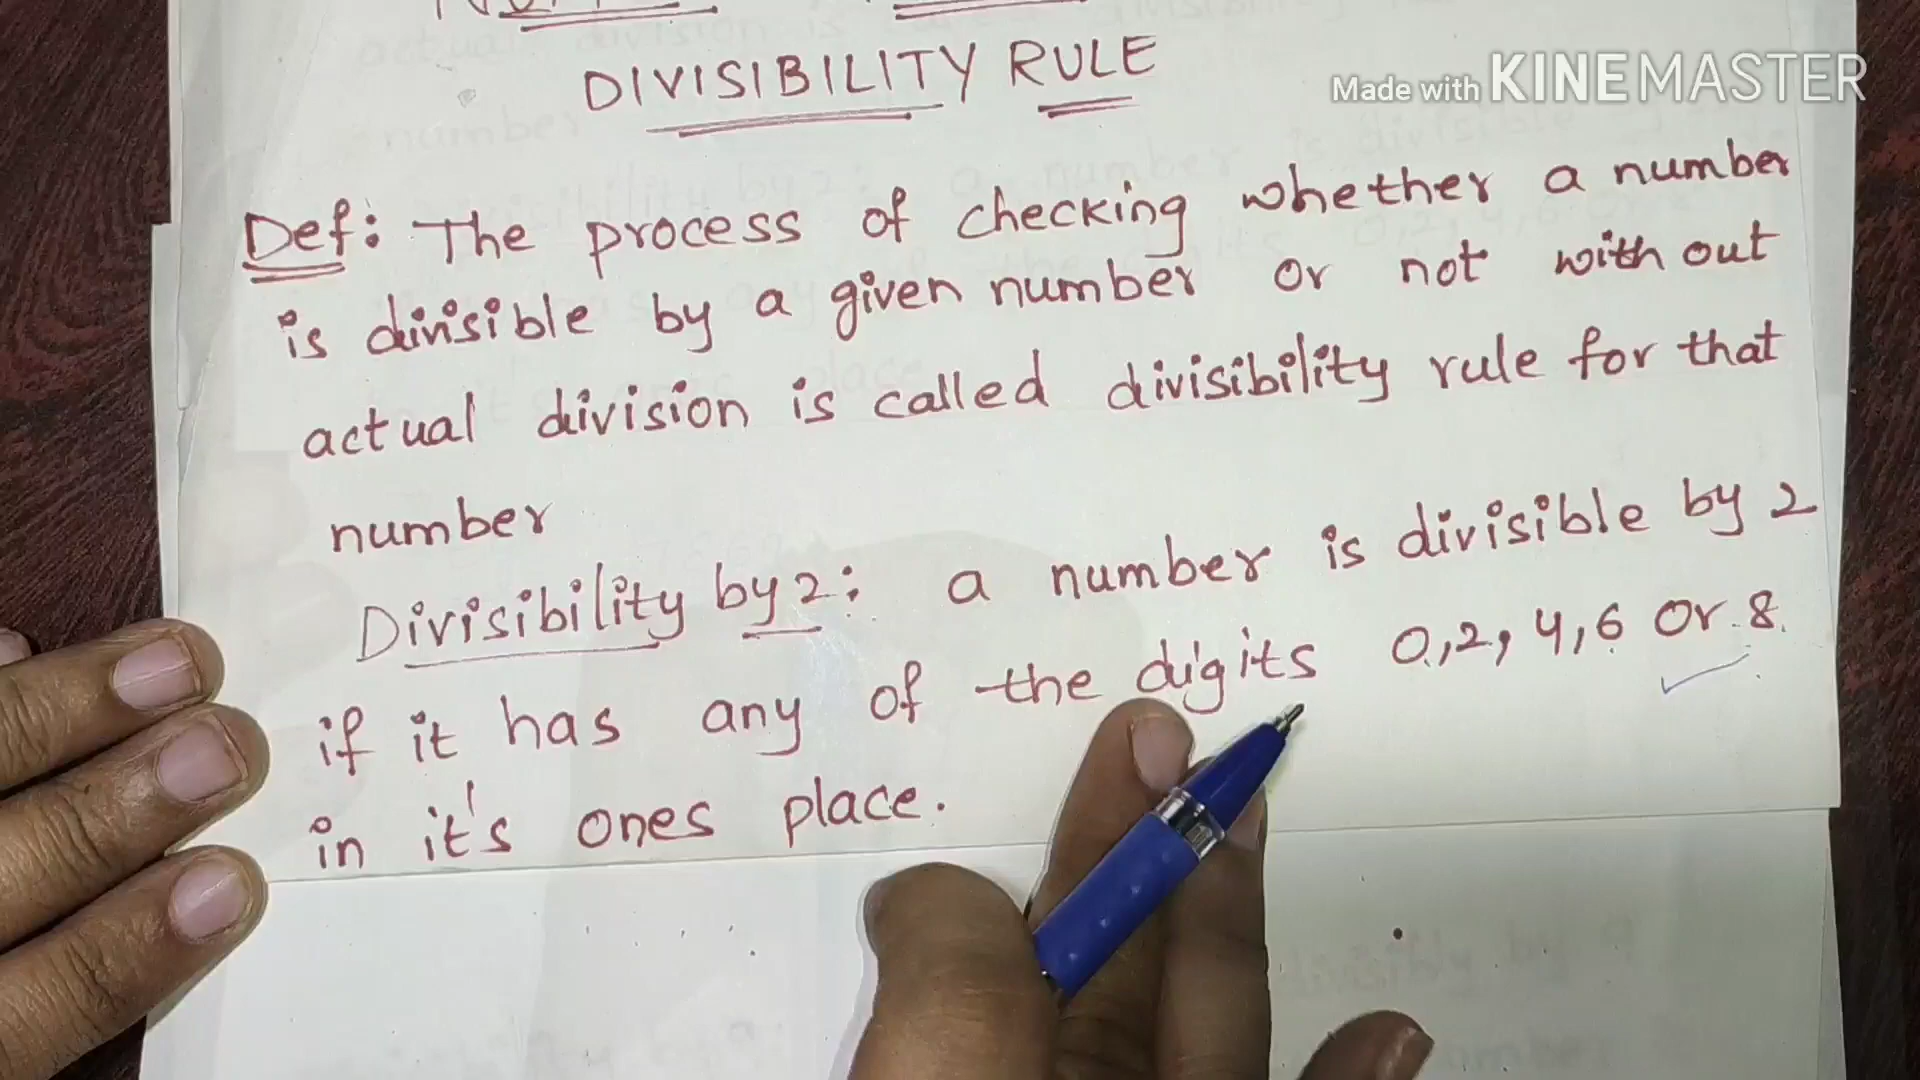 DIVISIBILITY RULE
Made with KINEMASTER
Def: The process of checking whether a number
is divisible by a given number or not with out
actual division is called divisibility rule for that
number
Divisibility by 2: a number is divisible by 2
if it has any of the digits 0,2,4,6 or 8.
in it's ones place.